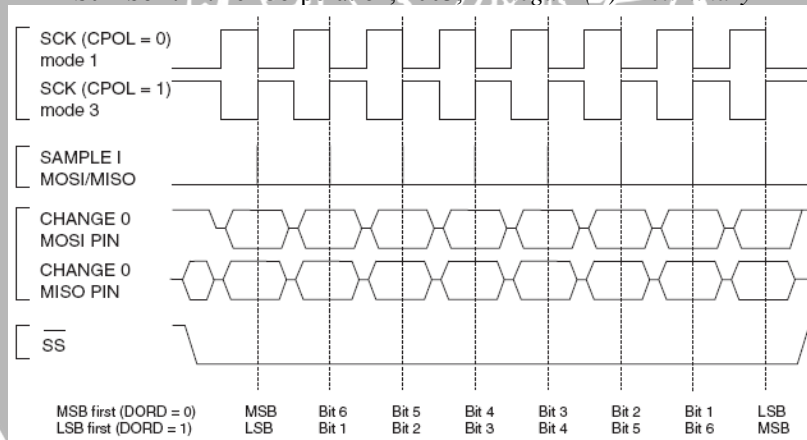 SCK (CPOL = 0)
mode 1
SCK (CPOL = 1)
mode 3
SAMPLE I
MOSI/MISO
CHANGE 0
MOSI PIN
CHANGE 0
MISO PIN
SS
MSB first (DORD = 0) MSB Bit 6 Bit 5 Bit 4 Bit 3 Bit 2 Bit 1 LSB
LSB first (DORD = 1) LSB Bit 1 Bit 2 Bit 3 Bit 4 Bit 5 Bit 6 MSB